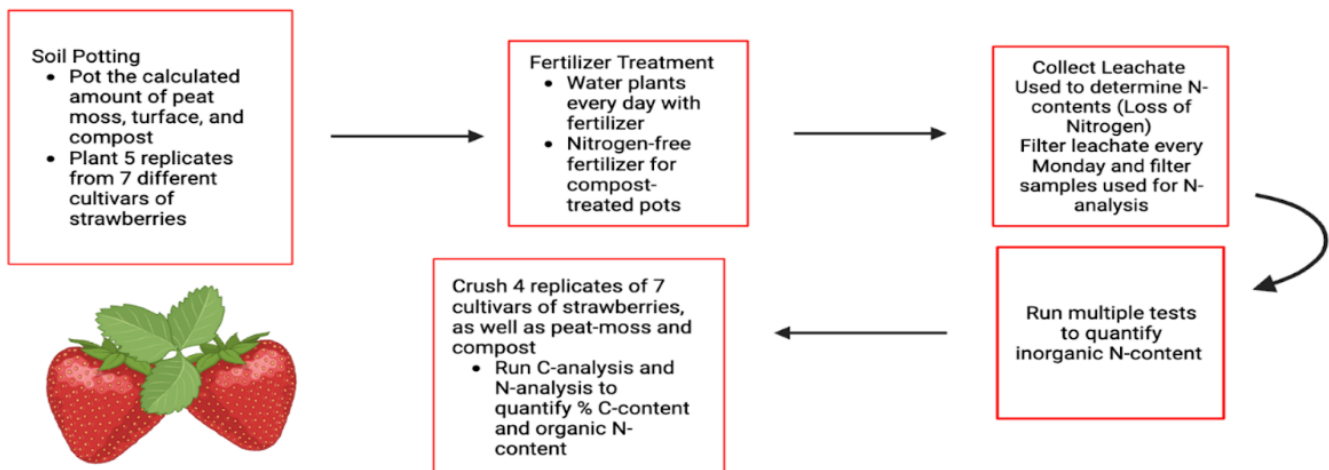 Soil Potting
• Pot the calculated
amount of peat
moss, turface, and
compost
• Plant 5 replicates
from 7 different
cultivars of
strawberries
Fertilizer Treatment
• Water plants
every day with
fertilizer
• Nitrogen-free
fertilizer for
compost-
treated pots
Collect Leachate
Used to determine N-
contents (Loss of
Nitrogen)
Filter leachate every
Monday and filter
samples used for N-
analysis
Run multiple tests
to quantify
inorganic N-content
Crush 4 replicates of 7
cultivars of strawberries,
as well as peat-moss and
compost
• Run C-analysis and
N-analysis to
quantify % C-content
and organic N-
content